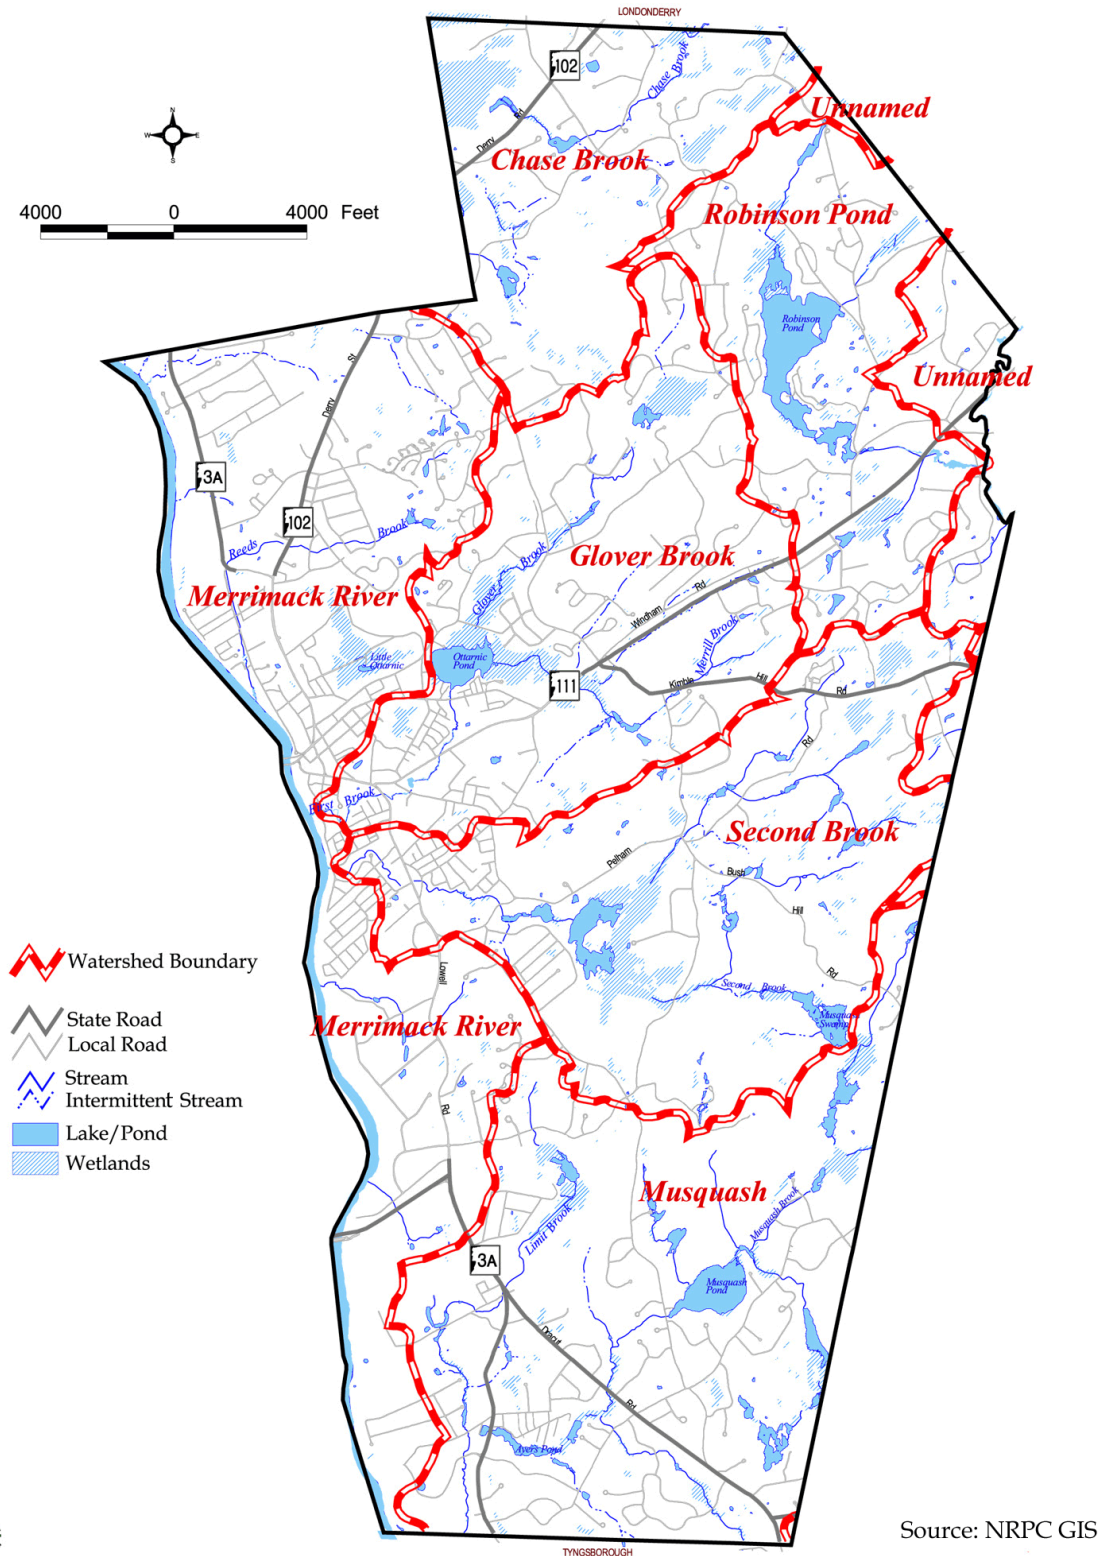 LONDONDERRY
102
Chase Brook
Derry
Rd
Unnamed
Chase Brook
N
W
E
S
Robinson Pond
4000
0
4000 Feet
Robinson
Pond
St
Derry
Unnamed
3A
102
Reeds
Brook
Glover
Brook
Glover Brook
Windham
Rd
Merrimack River
Merrill Brook
Little
Ottarnic
Ottarnic
Pond
111
Kimble
Hill
Rd
Rd
First Brook
Second Brook
Pelham
Bush
Hill
Rd
Watershed Boundary
Lowell
Second Brook
Musquash
Swamp
Merrimack River
State Road
Local Road
Stream
Intermittent Stream
Rd
Lake/Pond
Wetlands
Musquash
Limit Brook
Musquash Brook
3A
Musquash
Pond
Dracut
Rd
Ayers Pond
Source: NRPC GIS
TYNGSBOROUGH